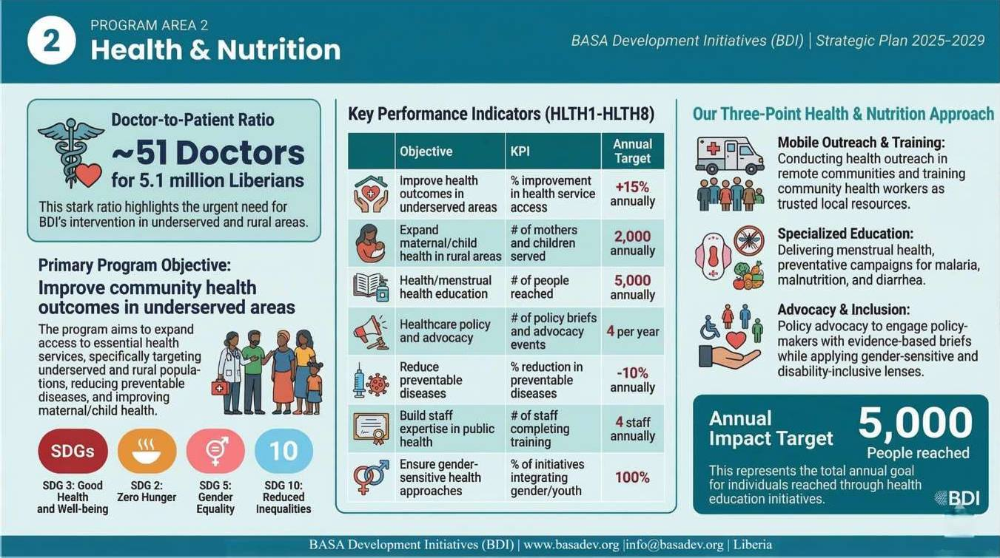 2
PROGRAM AREA 2
Health & Nutrition
BASA Development Initiatives (BDI) | Strategic Plan 2025–2029
Doctor-to-Patient Ratio
~51 Doctors
for 5.1 million Liberians
This stark ratio highlights the urgent need for
BDI's intervention in underserved and rural areas.
Primary Program Objective:
Improve community health
outcomes in underserved areas
The program aims to expand
access to essential health
services, specifically targeting
underserved and rural popula-
tions, reducing preventable
diseases, and improving
maternal/child health.
SDGs
10
SDG 3: Good
Health
and Well-being
SDG 2:
Zero Hunger
SDG 5:
Gender
Equality
SDG 10:
Reduced
Inequalities
Key Performance Indicators (HLTH1-HLTH8)
Objective
KPI
Annual
Target
Improve health
outcomes in
underserved areas
% improvement
in health service
access
+15%
annually
Expand
maternal/child
health in rural areas
# of mothers
and children
served
2,000
annually
Health/menstrual
health education
# of people
reached
5,000
annually
Healthcare policy
and advocacy
# of policy briefs
and advocacy
events
4 per year
Reduce
preventable
diseases
% reduction in
preventable
diseases
-10%
annually
Build staff
expertise in public
health
# of staff
completing
training
4 staff
annually
Ensure gender-
sensitive health
approaches
% of initiatives
integrating
gender/youth
100%
Our Three-Point Health & Nutrition Approach
Mobile Outreach & Training:
Conducting health outreach in
remote communities and training
community health workers as
trusted local resources.
Specialized Education:
Delivering menstrual health,
preventative campaigns for malaria,
malnutrition, and diarrhea.
Advocacy & Inclusion:
Policy advocacy to engage policy-
makers with evidence-based briefs
while applying gender-sensitive and
disability-inclusive lenses.
Annual
Impact Target
5,000
People reached
This represents the total annual goal
for individuals reached through health
education initiatives.
BDI
BASA Development Initiatives (BDI) | www.basadev.org |info@basadev.org | Liberia